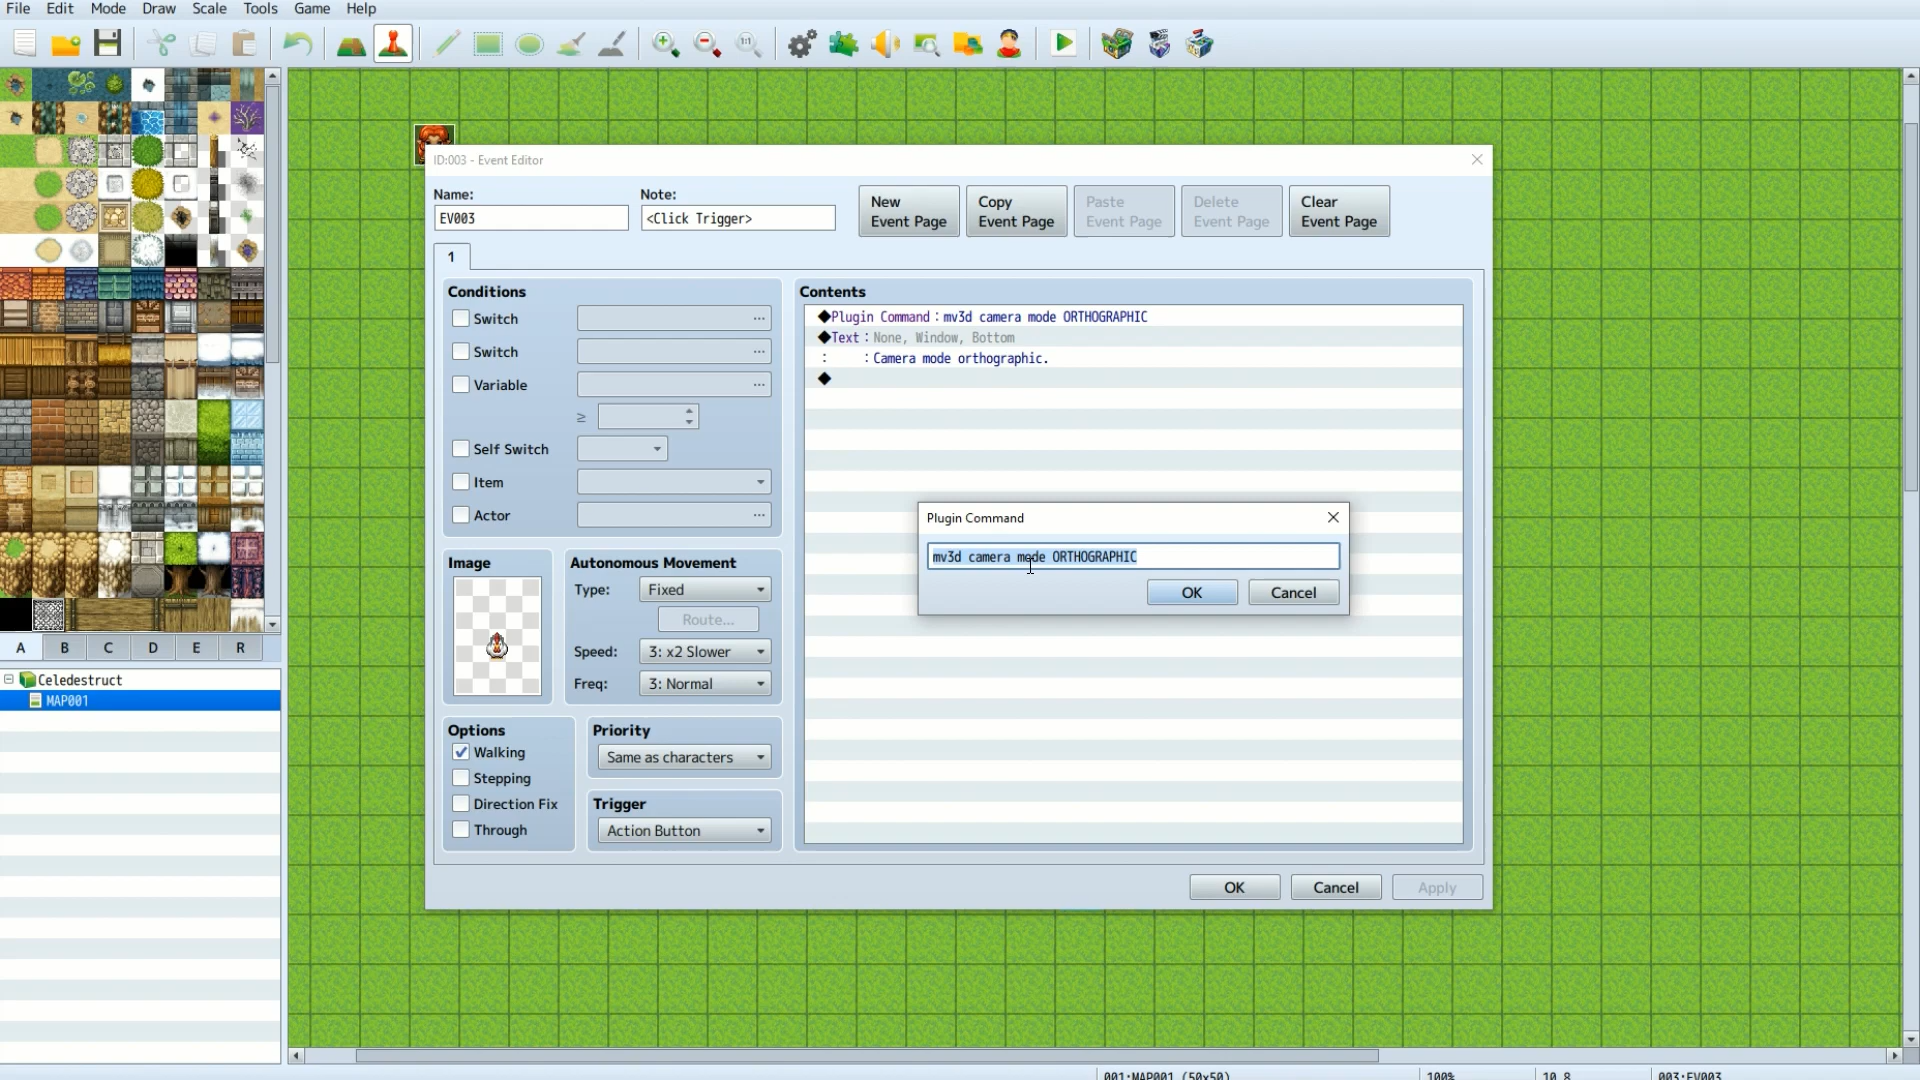 File Edit Mode Draw Scale Tools Game Help
1:1
ID:003 - Event Editor
Name:
Note:
EV003
<Click Trigger>
New
Event Page
Copy
Event Page
Paste
Event Page
Delete
Event Page
Clear
Event Page
1
Conditions
Switch
...
Switch
...
Variable
...
≥
Self Switch
Item
Actor
...
Image
Autonomous Movement
Type:
Fixed
Route...
Speed:
3: x2 Slower
Freq:
3: Normal
Options
Walking
Stepping
Direction Fix
Through
Priority
Same as characters
Trigger
Action Button
Contents
◆Plugin Command：mv3d camera mode ORTHOGRAPHIC
◆Text：None, Window, Bottom
：　　：Camera mode orthographic.
◆
Plugin Command
mv3d camera mode ORTHOGRAPHIC
OK
Cancel
OK
Cancel
Apply
A B C D E R
Celedestruct
MAP001
001:MAP001 (50x50)
100%
10,8
003:EV003